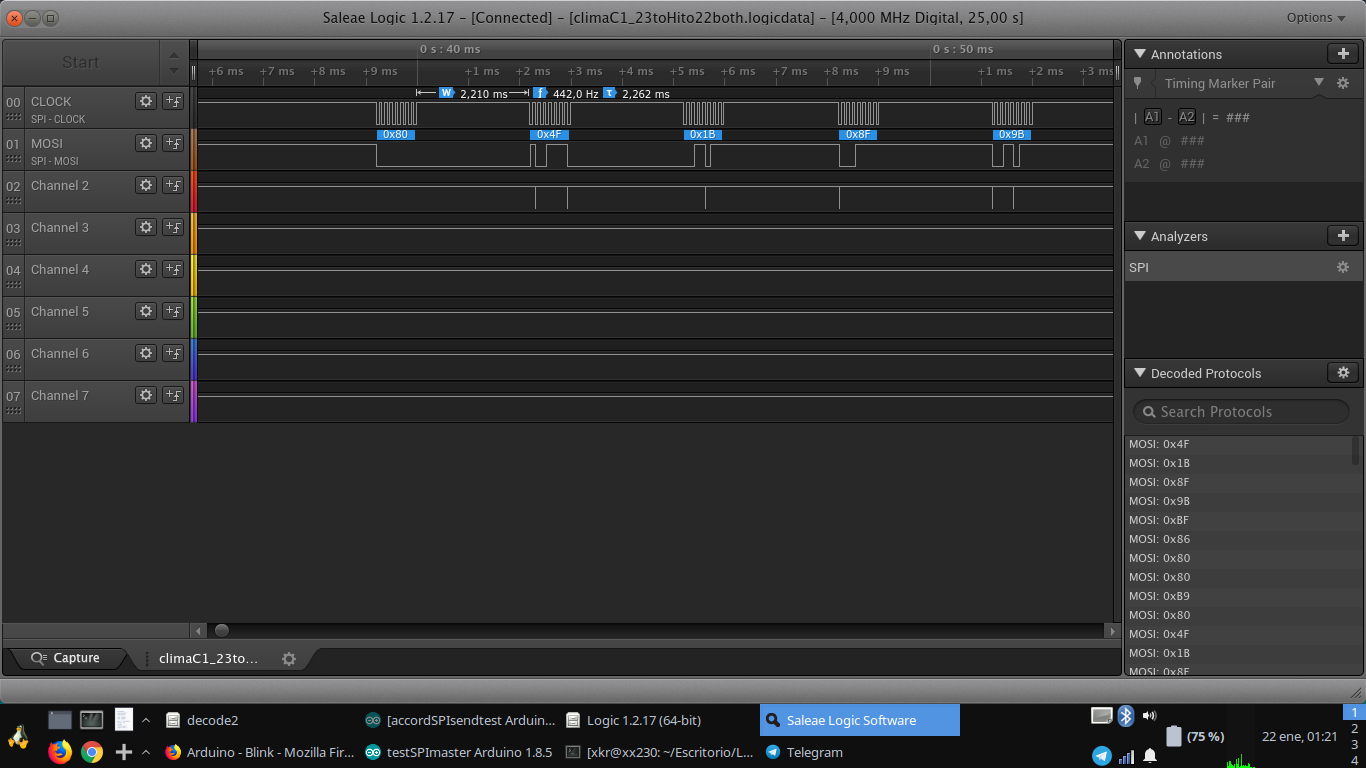 Saleae Logic 1.2.17 – [Connected] – [climaC1_23toHito22both.logicdata] – [4,000 MHz Digital, 25,00 s]
Options
Start
0 s : 40 ms
0 s : 50 ms
+6 ms
+7 ms
+8 ms
+9 ms
+1 ms
+2 ms
+3 ms
+4 ms
+5 ms
+6 ms
+7 ms
+8 ms
+9 ms
+1 ms
+2 ms
+3 ms
00 CLOCK
SPI - CLOCK
W 2,210 ms
ƒ 442,0 Hz
τ 2,262 ms
01 MOSI
SPI - MOSI
0x80
0x4F
0x1B
0x8F
0x9B
02 Channel 2
03 Channel 3
04 Channel 4
05 Channel 5
06 Channel 6
07 Channel 7
Annotations
Timing Marker Pair
| A1 - A2 | = ###
A1 @ ###
A2 @ ###
Analyzers
SPI
Decoded Protocols
Search Protocols
MOSI: 0x4F
MOSI: 0x1B
MOSI: 0x8F
MOSI: 0x9B
MOSI: 0xBF
MOSI: 0x86
MOSI: 0x80
MOSI: 0x80
MOSI: 0xB9
MOSI: 0x80
MOSI: 0x4F
MOSI: 0x1B
MOSI: 0x8F
Capture
climaC1_23to...
decode2
[accordSPIsendtest Arduin...
Logic 1.2.17 (64-bit)
Saleae Logic Software
Arduino - Blink - Mozilla Fir...
testSPImaster Arduino 1.8.5
[xkr@xx230: ~/Escritorio/L...
Telegram
(75 %)
22 ene, 01:21
1
2
3
4